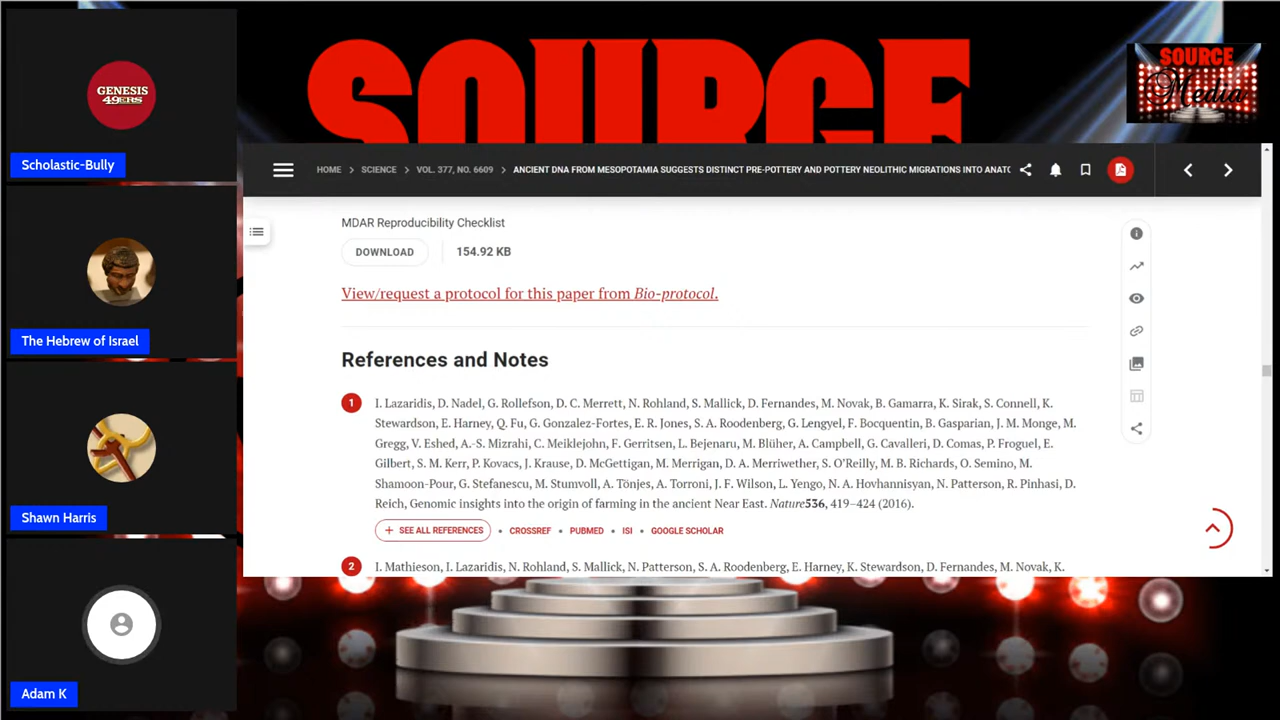 GENESIS
49ERS
Scholastic-Bully
The Hebrew of Israel
Shawn Harris
Adam K
SOURCE
SOURCE
Media
HOME > SCIENCE > VOL. 377, NO. 6609 > ANCIENT DNA FROM MESOPOTAMIA SUGGESTS DISTINCT PRE-POTTERY AND POTTERY NEOLITHIC MIGRATIONS INTO ANATO
MDAR Reproducibility Checklist
DOWNLOAD 154.92 KB
View/request a protocol for this paper from Bio-protocol.
References and Notes
1 I. Lazaridis, D. Nadel, G. Rollefson, D. C. Merrett, N. Rohland, S. Mallick, D. Fernandes, M. Novak, B. Gamarra, K. Sirak, S. Connell, K.
Stewardson, E. Harney, Q. Fu, G. Gonzalez-Fortes, E. R. Jones, S. A. Roodenberg, G. Lengyel, F. Bocquentin, B. Gasparian, J. M. Monge, M.
Gregg, V. Eshed, A.-S. Mizrahi, C. Meiklejohn, F. Gerritsen, L. Bejenaru, M. Blüher, A. Campbell, G. Cavalleri, D. Comas, P. Froguel, E.
Gilbert, S. M. Kerr, P. Kovacs, J. Krause, D. McGettigan, M. Merrigan, D. A. Merriwether, S. O'Reilly, M. B. Richards, O. Semino, M.
Shamoon-Pour, G. Stefanescu, M. Stumvoll, A. Tönjes, A. Torroni, J. F. Wilson, L. Yengo, N. A. Hovhannisyan, N. Patterson, R. Pinhasi, D.
Reich, Genomic insights into the origin of farming in the ancient Near East. Nature536, 419–424 (2016).
+ SEE ALL REFERENCES • CROSSREF • PUBMED • ISI • GOOGLE SCHOLAR
2 I. Mathieson, I. Lazaridis, N. Rohland, S. Mallick, N. Patterson, S. A. Roodenberg, E. Harney, K. Stewardson, D. Fernandes, M. Novak, K.